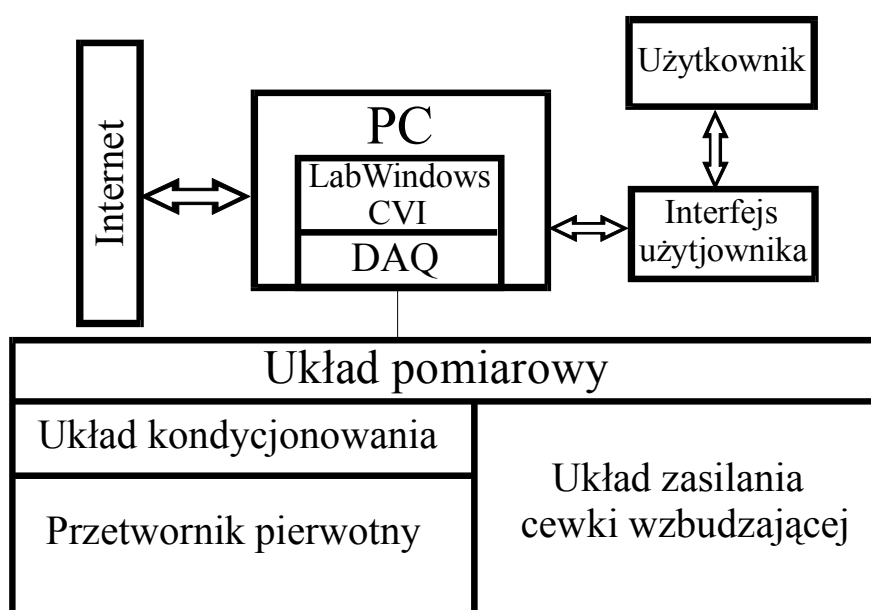 Internet
PC
LabWindows
CVI
DAQ
Użytkownik
Interfejs
użytjownika
Układ pomiarowy
Układ kondycjonowania
Przetwornik pierwotny
Układ zasilania
cewki wzbudzającej